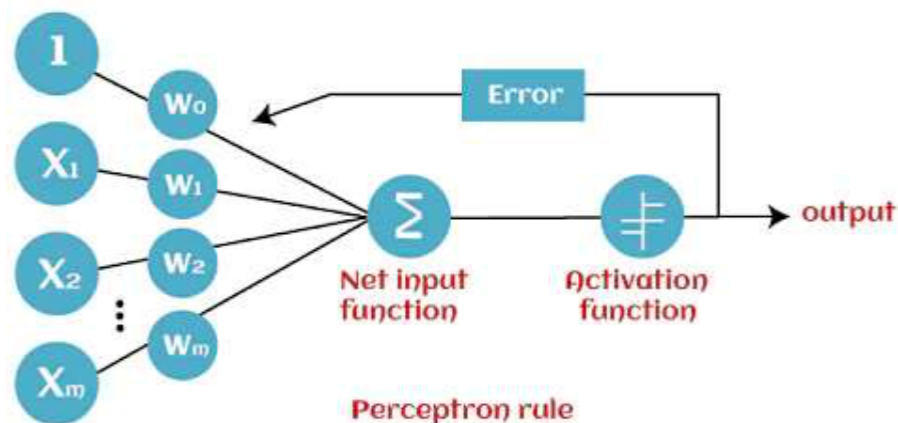 1
W0
Error
X1
W1
Σ
output
X2
W2
Net input
function
Activation
function
Xm
Wm
Perceptron rule